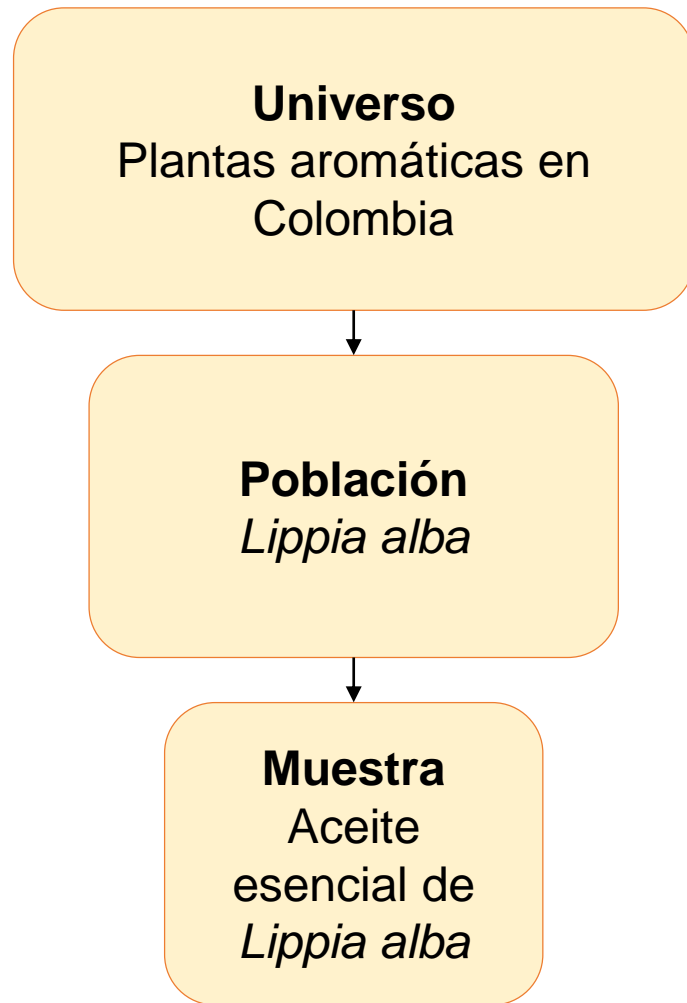 Universo
Plantas aromáticas en
Colombia
Población
Lippia alba
Muestra
Aceite
esencial de
Lippia alba